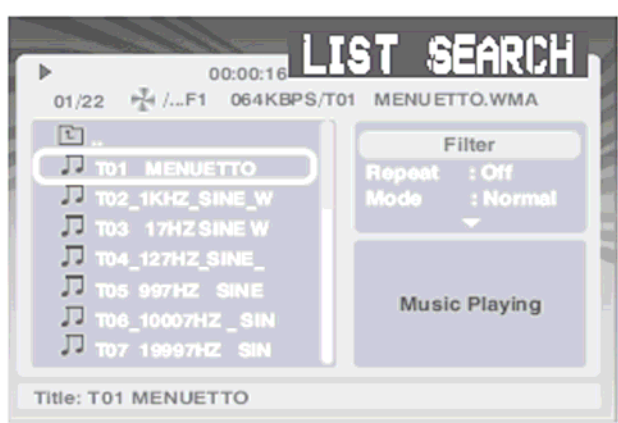 LIST SEARCH
00:00:16
01/22 /...F1 064KBPS/T01 MENUETTO.WMA
..
T01 MENUETTO
T02_1KHZ_SINE_W
T03 17HZ SINE W
T04_127HZ_SINE_
T05 997HZ SINE
T06_10007HZ _ SIN
T07 19997HZ SIN
Filter
Repeat : Off
Mode : Normal
Music Playing
Title: T01 MENUETTO